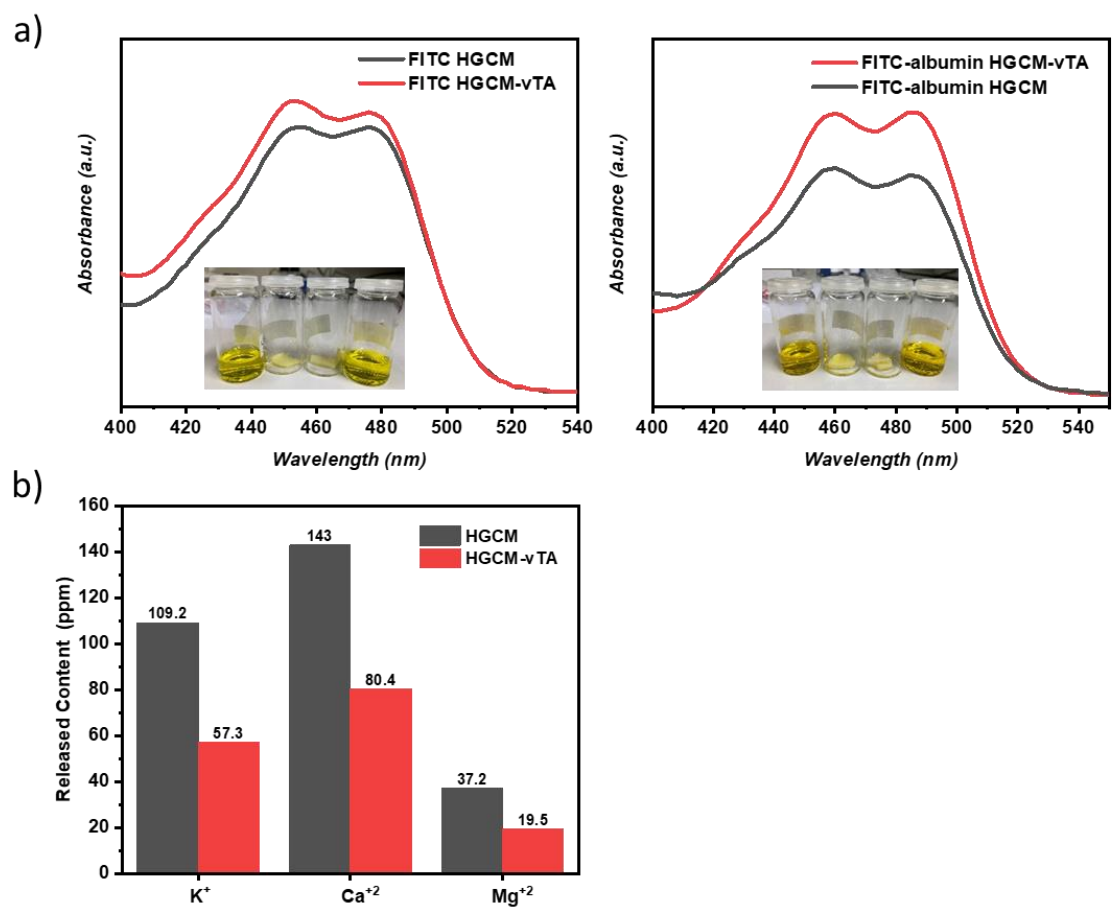 a)
FITC HGCM
FITC HGCM-vTA
Absorbance (a.u.)
400 420 440 460 480 500 520 540
Wavelength (nm)
FITC-albumin HGCM-vTA
FITC-albumin HGCM
Absorbance (a.u.)
400 420 440 460 480 500 520 540
Wavelength (nm)
b)
HGCM
HGCM-vTA
Released Content (ppm)
160
140
120
100
80
60
40
20
0
109.2
57.3
143
80.4
37.2
19.5
K⁺ Ca⁺² Mg⁺²